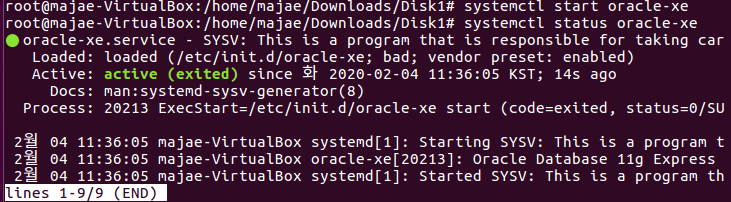 root@majae-VirtualBox:/home/majae/Downloads/Disk1# systemctl start oracle-xe
root@majae-VirtualBox:/home/majae/Downloads/Disk1# systemctl status oracle-xe
● oracle-xe.service - SYSV: This is a program that is responsible for taking car
   Loaded: loaded (/etc/init.d/oracle-xe; bad; vendor preset: enabled)
   Active: active (exited) since 화 2020-02-04 11:36:05 KST; 14s ago
     Docs: man:systemd-sysv-generator(8)
  Process: 20213 ExecStart=/etc/init.d/oracle-xe start (code=exited, status=0/SU

 2월 04 11:36:05 majae-VirtualBox systemd[1]: Starting SYSV: This is a program t
 2월 04 11:36:05 majae-VirtualBox oracle-xe[20213]: Oracle Database 11g Express
 2월 04 11:36:05 majae-VirtualBox systemd[1]: Started SYSV: This is a program th
lines 1-9/9 (END)